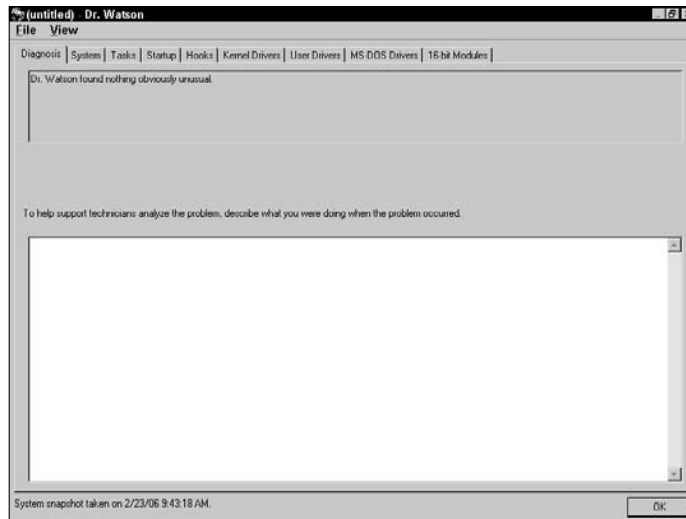 (untitled) - Dr. Watson
File View
Diagnosis System Tasks Startup Hooks Kernel Drivers User Drivers MS-DOS Drivers 16-bit Modules
Dr. Watson found nothing obviously unusual.
To help support technicians analyze the problem, describe what you were doing when the problem occurred.
System snapshot taken on 2/23/06 9:43:18 AM.
OK